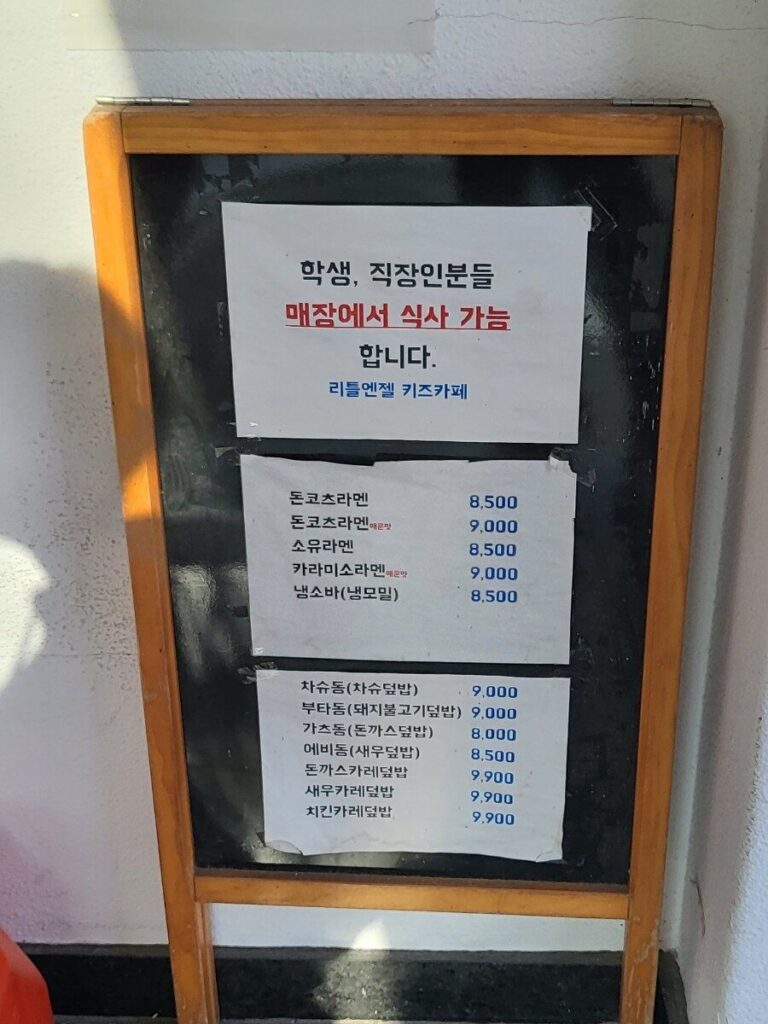 학생, 직장인분들
매장에서 식사 가능
합니다.
리틀엔젤 키즈카페
돈코츠라멘 8,500
돈코츠라멘매운맛 9,000
소유라멘 8,500
카라미소라멘매운맛 9,000
냉소바(냉모밀) 8,500
차슈동(차슈덮밥) 9,000
부타동(돼지불고기덮밥) 9,000
가츠동(돈까스덮밥) 8,000
에비동(새우덮밥) 8,500
돈까스카레덮밥 9,900
새우카레덮밥 9,900
치킨카레덮밥 9,900